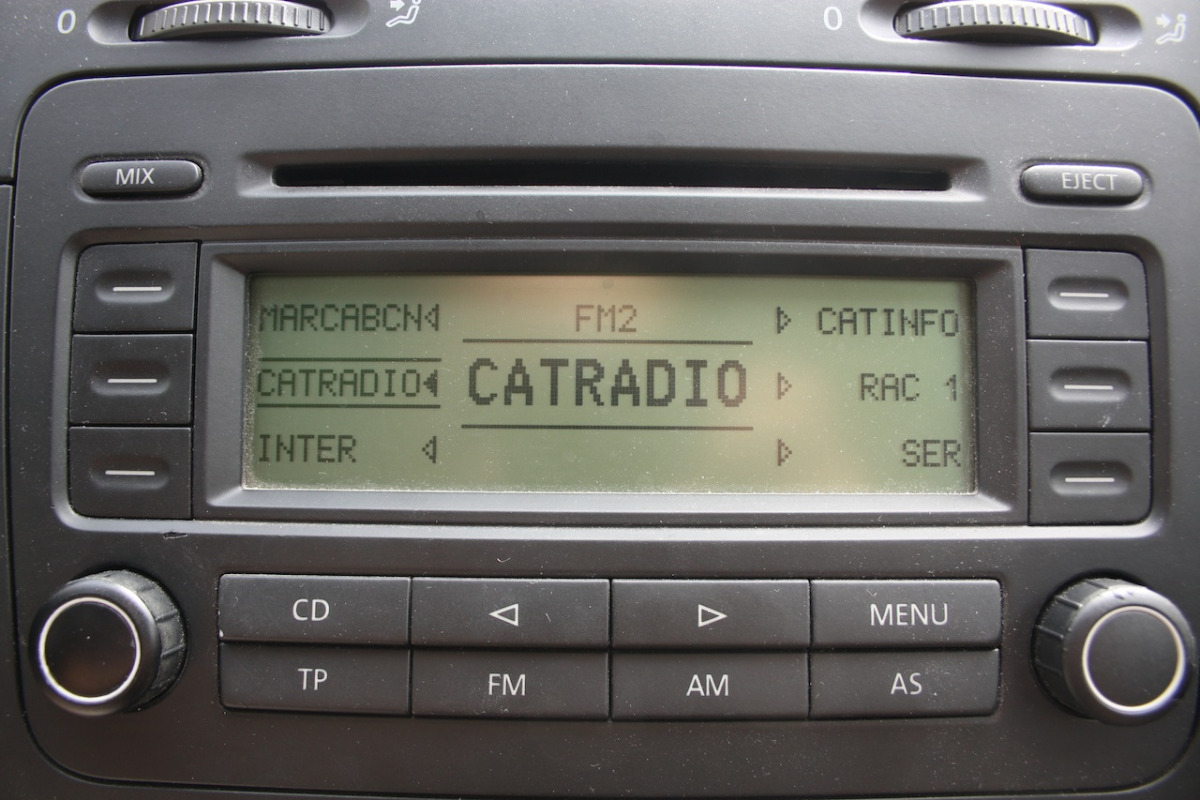 0 0
MIX EJECT
MARCABCN FM2 CATINFO
CATRADIO CATRADIO RAC 1
INTER SER
CD MENU
TP FM AM AS